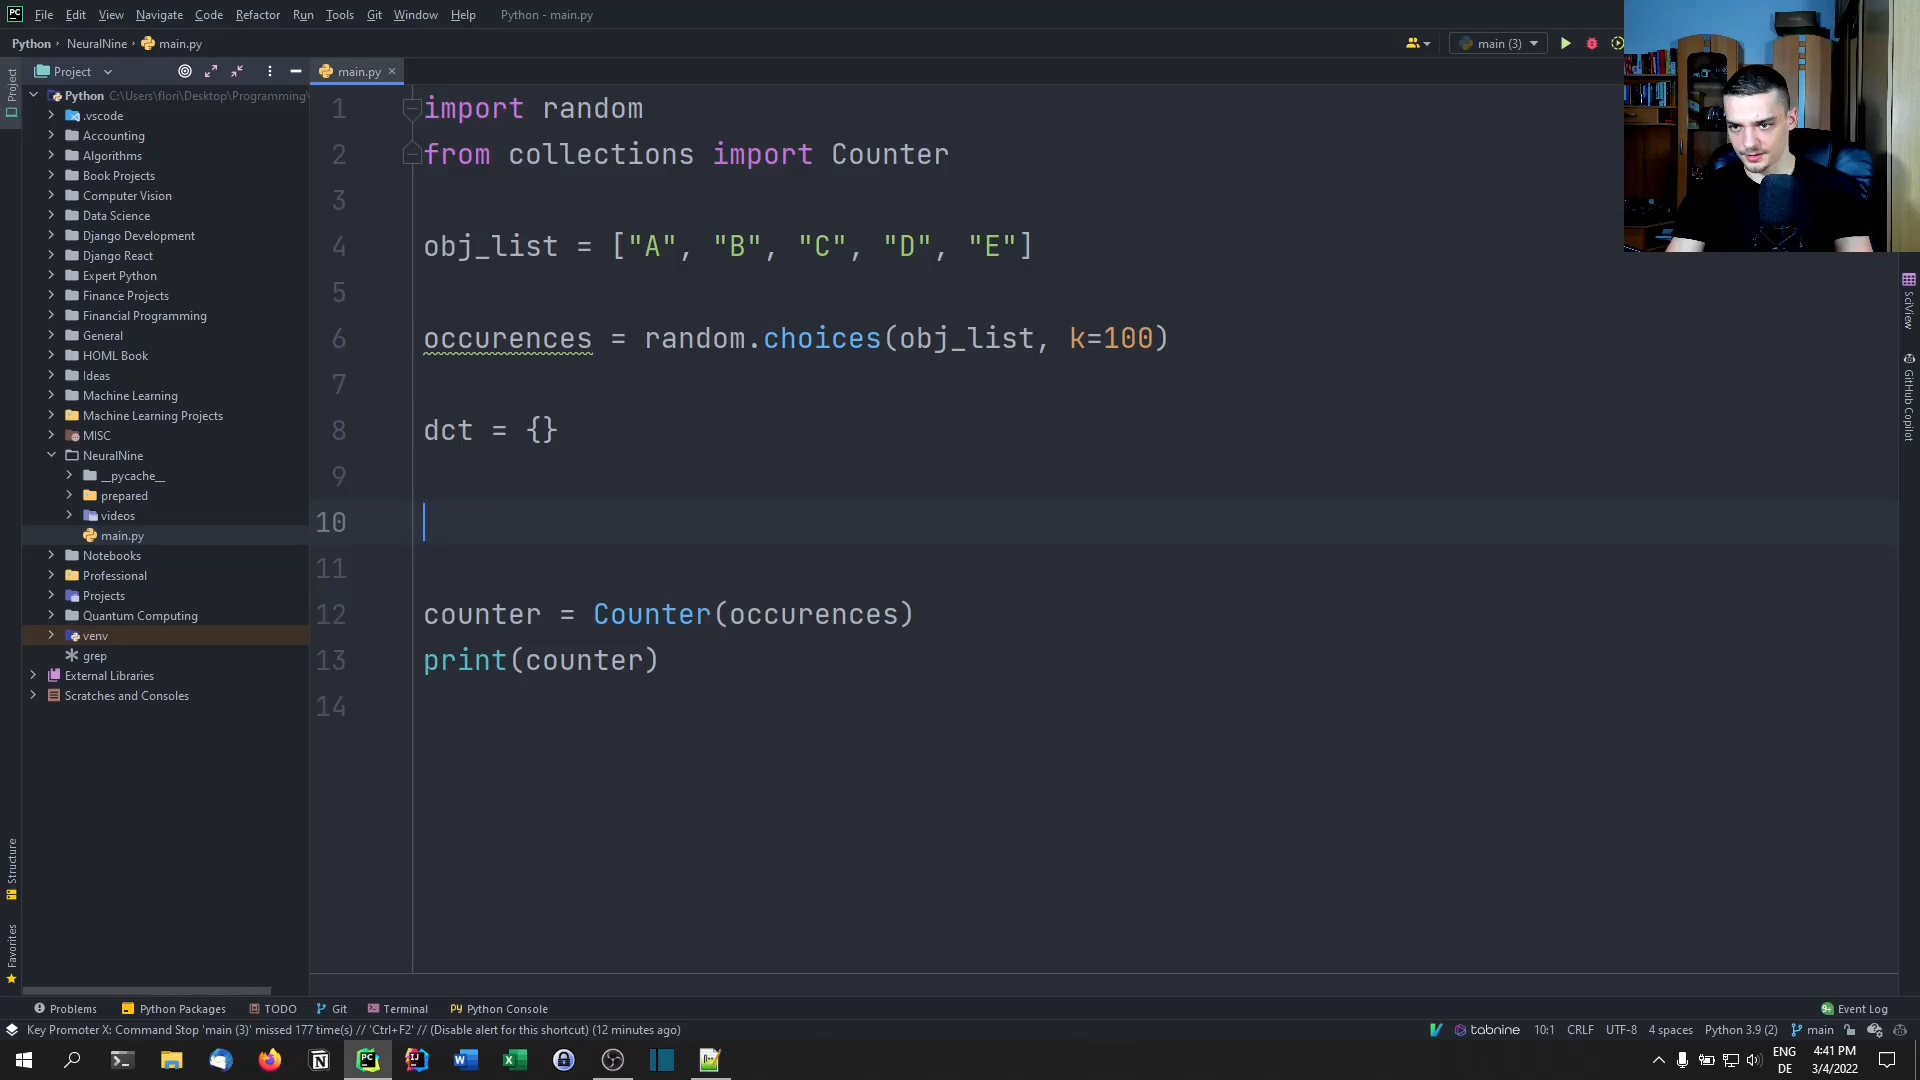 File Edit View Navigate Code Refactor Run Tools Git Window Help Python - main.py
Python NeuralNine main.py main (3)
Project main.py
Project
Python C:\Users\flori\Desktop\Programming\
.vscode
Accounting
Algorithms
Book Projects
Computer Vision
Data Science
Django Development
Django React
Expert Python
Finance Projects
Financial Programming
General
HOML Book
Ideas
Machine Learning
Machine Learning Projects
MISC
NeuralNine
__pycache__
prepared
videos
main.py
Notebooks
Professional
Projects
Quantum Computing
venv
grep
External Libraries
Scratches and Consoles
Structure
Favorites
1 import random
2 from collections import Counter
3
4 obj_list = ["A", "B", "C", "D", "E"]
5
6 occurences = random.choices(obj_list, k=100)
7
8 dct = {}
9
10
11
12 counter = Counter(occurences)
13 print(counter)
14
SciView
GitHub Copilot
Problems Python Packages TODO Git Terminal Python Console Event Log
Key Promoter X: Command Stop 'main (3)' missed 177 time(s) // 'Ctrl+F2' // (Disable alert for this shortcut) (12 minutes ago) tabnine 10:1 CRLF UTF-8 4 spaces Python 3.9 (2) main
ENG 4:41 PM
DE 3/4/2022